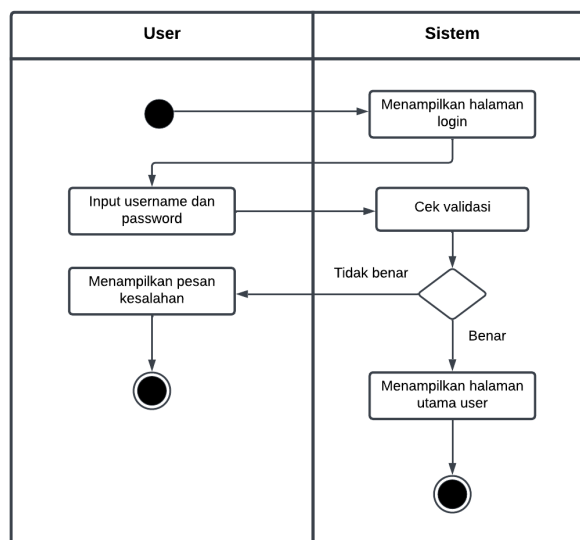 User
Sistem
Menampilkan halaman
login
Input username dan
password
Cek validasi
Menampilkan pesan
kesalahan
Tidak benar
Benar
Menampilkan halaman
utama user